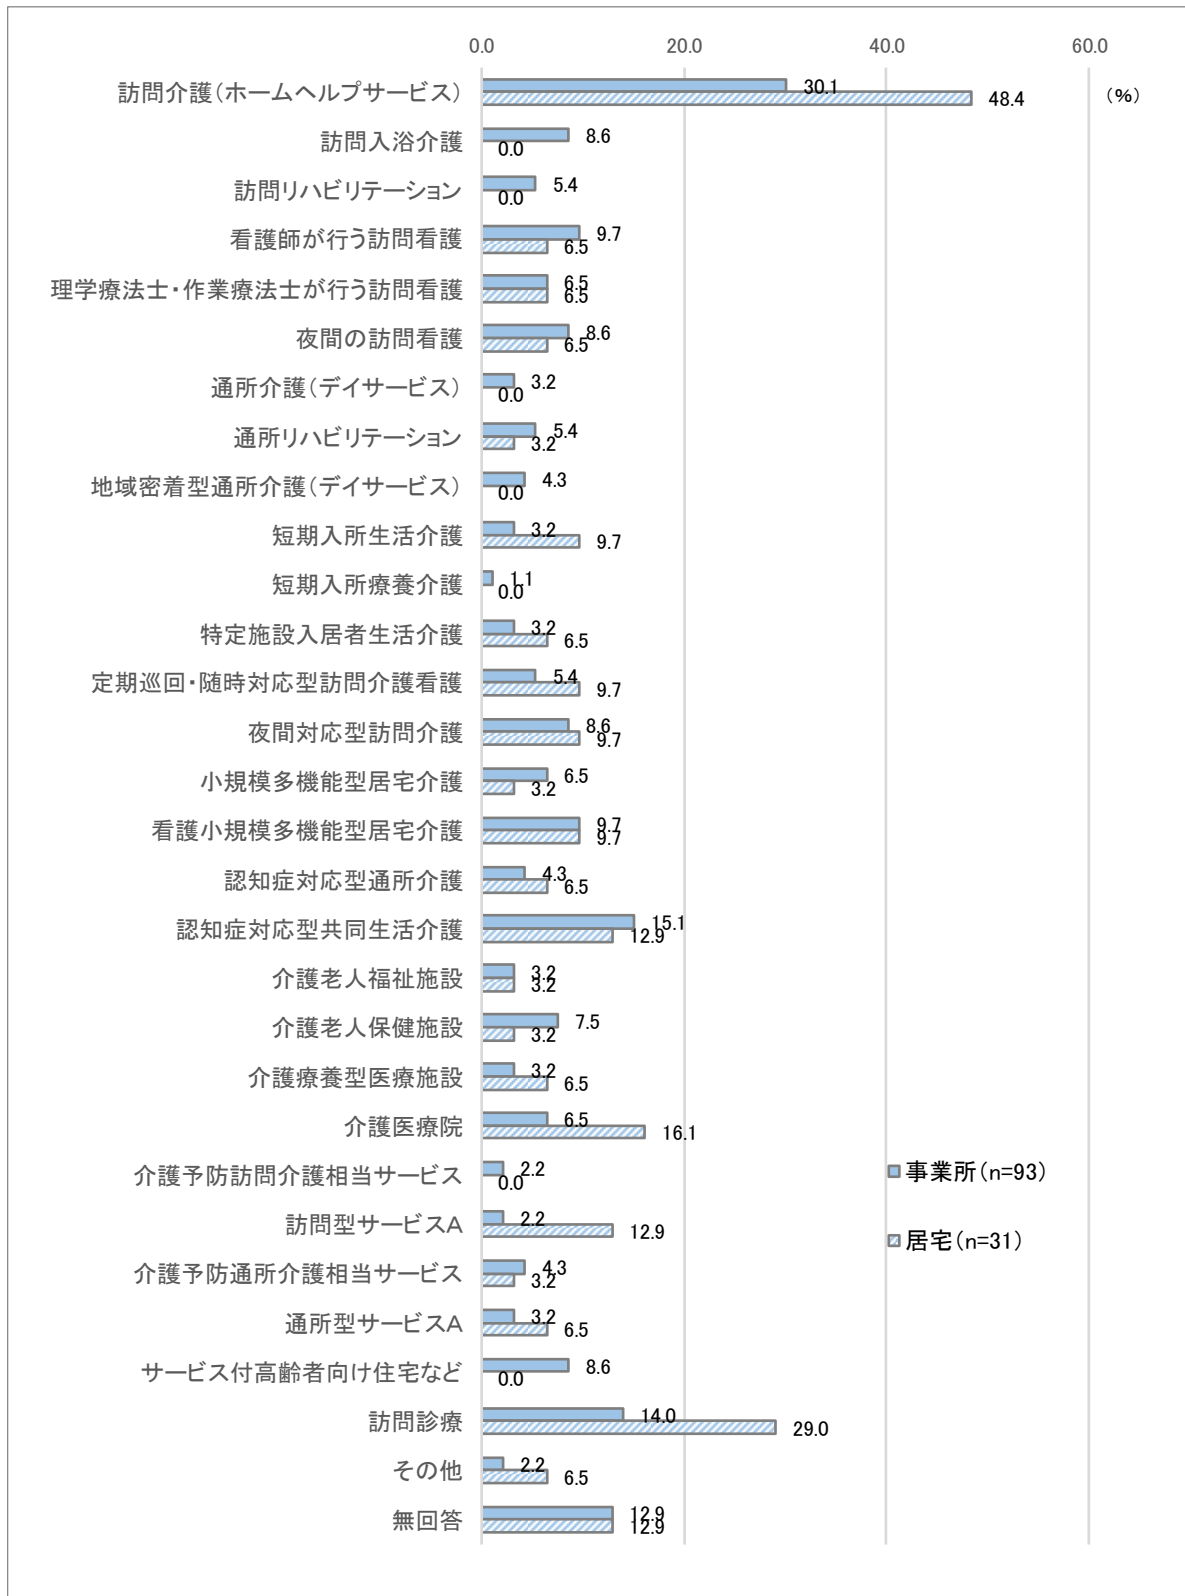 0.0 20.0 40.0 60.0
(%)
訪問介護(ホームヘルプサービス) 30.1 48.4
訪問入浴介護 8.6 0.0
訪問リハビリテーション 5.4 0.0
看護師が行う訪問看護 9.7 6.5
理学療法士・作業療法士が行う訪問看護 6.5 6.5
夜間の訪問看護 8.6 6.5
通所介護(デイサービス) 3.2 0.0
通所リハビリテーション 5.4 3.2
地域密着型通所介護(デイサービス) 4.3 0.0
短期入所生活介護 3.2 9.7
短期入所療養介護 1.1 0.0
特定施設入居者生活介護 3.2 6.5
定期巡回・随時対応型訪問介護看護 5.4 9.7
夜間対応型訪問介護 8.6 9.7
小規模多機能型居宅介護 6.5 3.2
看護小規模多機能型居宅介護 9.7 9.7
認知症対応型通所介護 4.3 6.5
認知症対応型共同生活介護 15.1 12.9
介護老人福祉施設 3.2 3.2
介護老人保健施設 7.5 3.2
介護療養型医療施設 3.2 6.5
介護医療院 6.5 16.1
介護予防訪問介護相当サービス 2.2 0.0
訪問型サービスA 2.2 12.9
介護予防通所介護相当サービス 4.3 3.2
通所型サービスA 3.2 6.5
サービス付高齢者向け住宅など 8.6 0.0
訪問診療 14.0 29.0
その他 2.2 6.5
無回答 12.9 12.9
事業所(n=93)
居宅(n=31)